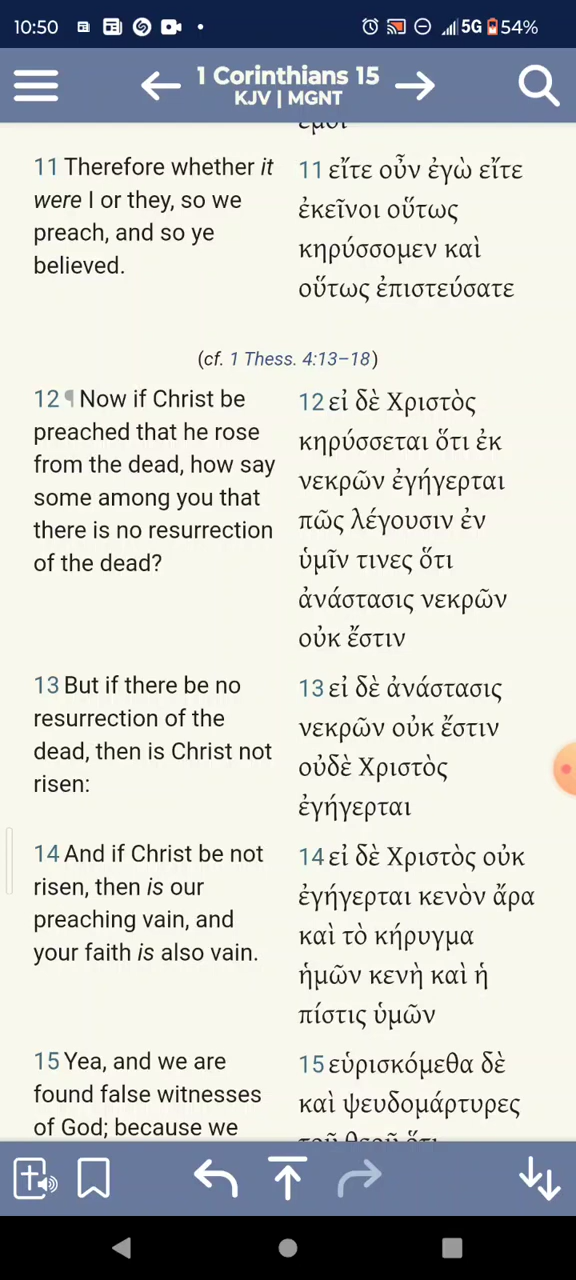 10:50
5G 54%
1 Corinthians 15
KJV | MGNT
ἐμοί
11 Therefore whether it
were I or they, so we
preach, and so ye
believed.
11 εἴτε οὖν ἐγὼ εἴτε
ἐκεῖνοι οὕτως
κηρύσσομεν καὶ
οὕτως ἐπιστεύσατε
(cf. 1 Thess. 4:13–18)
12 ¶ Now if Christ be
preached that he rose
from the dead, how say
some among you that
there is no resurrection
of the dead?
12 εἰ δὲ Χριστὸς
κηρύσσεται ὅτι ἐκ
νεκρῶν ἐγήγερται
πῶς λέγουσιν ἐν
ὑμῖν τινες ὅτι
ἀνάστασις νεκρῶν
οὐκ ἔστιν
13 But if there be no
resurrection of the
dead, then is Christ not
risen:
13 εἰ δὲ ἀνάστασις
νεκρῶν οὐκ ἔστιν
οὐδὲ Χριστὸς
ἐγήγερται
14 And if Christ be not
risen, then is our
preaching vain, and
your faith is also vain.
14 εἰ δὲ Χριστὸς οὐκ
ἐγήγερται κενὸν ἄρα
καὶ τὸ κήρυγμα
ἡμῶν κενὴ καὶ ἡ
πίστις ὑμῶν
15 Yea, and we are
found false witnesses
of God; because we
15 εὑρισκόμεθα δὲ
καὶ ψευδομάρτυρες
τοῦ θεοῦ ὅτι